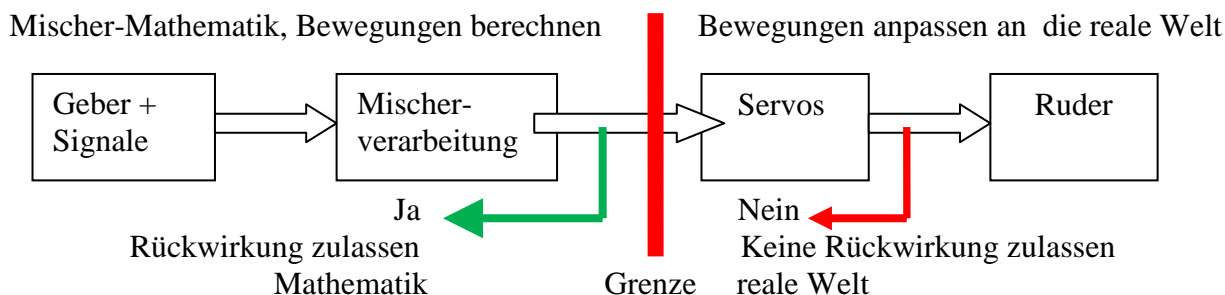 Mischer-Mathematik, Bewegungen berechnen
Bewegungen anpassen an die reale Welt
Geber +
Signale
Mischer-
verarbeitung
Servos
Ruder
Ja
Rückwirkung zulassen
Mathematik
Grenze
Nein
Keine Rückwirkung zulassen
reale Welt